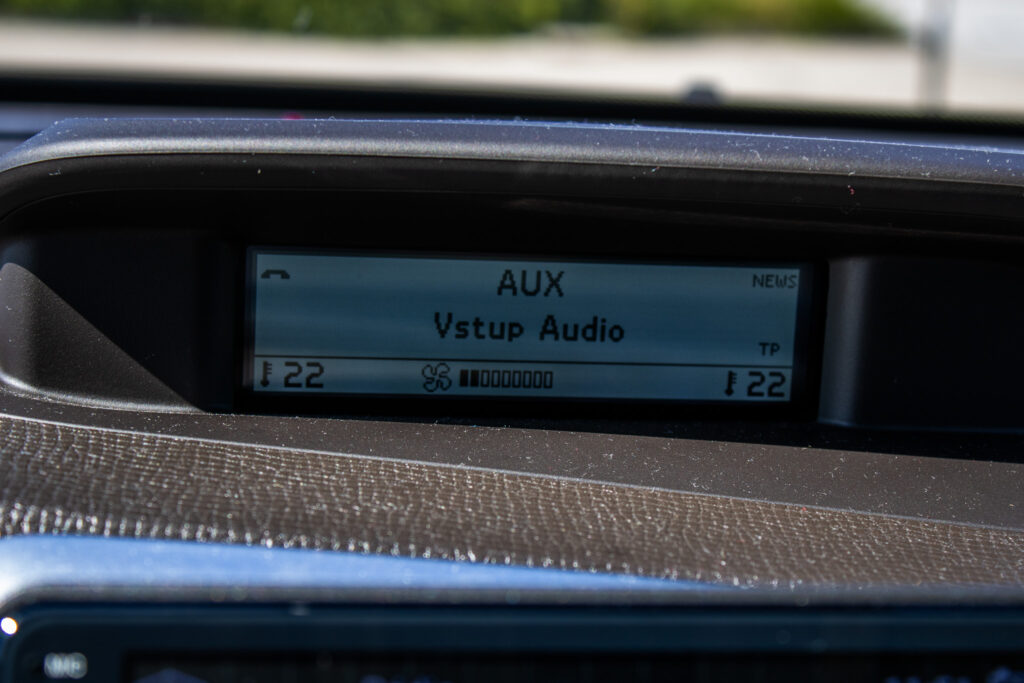 AUX
NEWS
Vstup Audio
TP
22
22